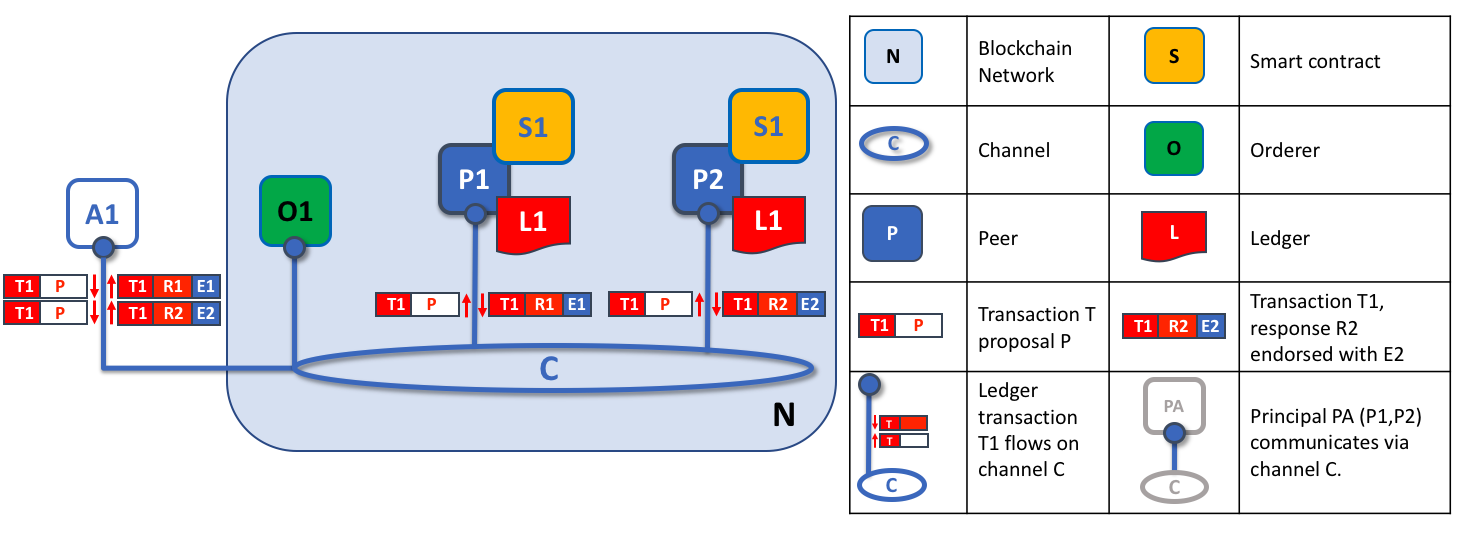 S1
S1
P1
P2
A1
O1
L1
L1
T1 P
T1 R1 E1
T1 P
T1 R2 E2
T1 P
T1 R1 E1
T1 P
T1 R2 E2
C
N
N
Blockchain
Network
S
Smart contract
C
Channel
O
Orderer
P
Peer
L
Ledger
T1 P
Transaction T
proposal P
T1 R2 E2
Transaction T1,
response R2
endorsed with E2
T
T
C
Ledger
transaction
T1 flows on
channel C
PA
C
Principal PA (P1,P2)
communicates via
channel C.